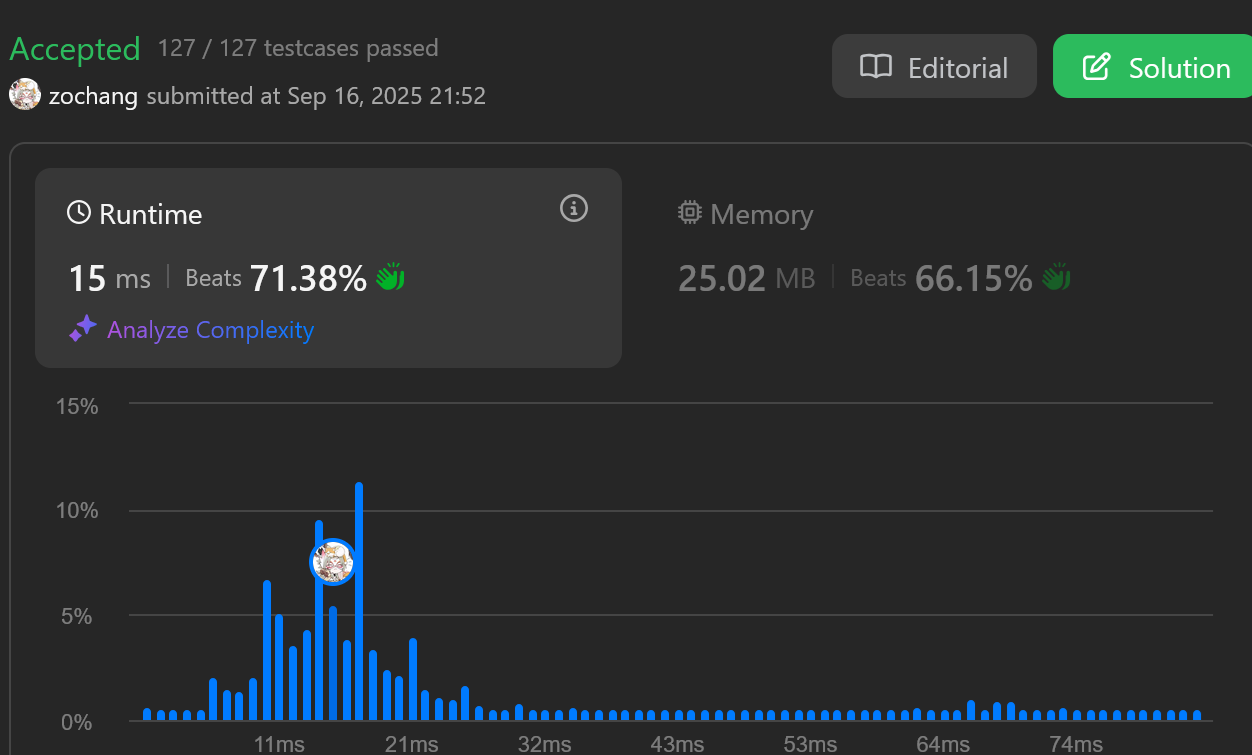 Accepted 127 / 127 testcases passed
zochang submitted at Sep 16, 2025 21:52
Editorial
Solution
Runtime
15 ms Beats 71.38%
Analyze Complexity
Memory
25.02 MB Beats 66.15%
15%
10%
5%
0%
11ms 21ms 32ms 43ms 53ms 64ms 74ms